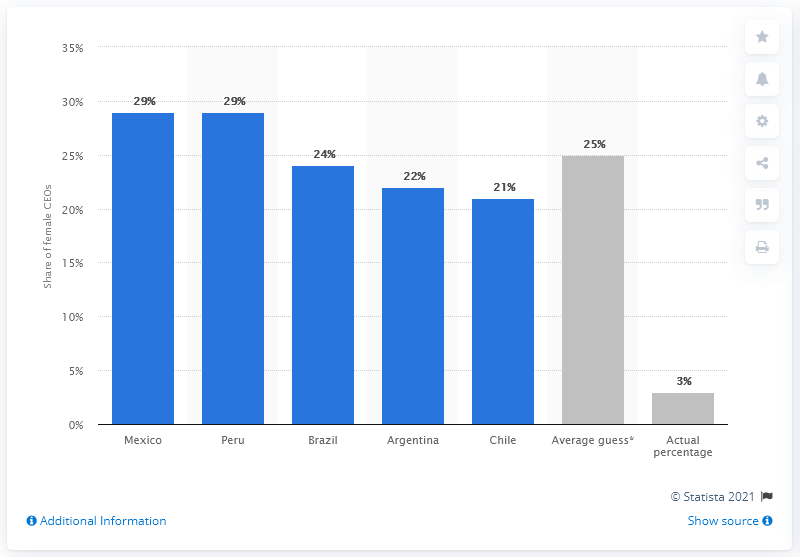 35%
30%
25%
20%
15%
10%
5%
0%
Share of female CEOs
29%
29%
24%
22%
21%
25%
3%
Mexico
Peru
Brazil
Argentina
Chile
Average guess*
Actual
percentage
© Statista 2021
Additional Information
Show source